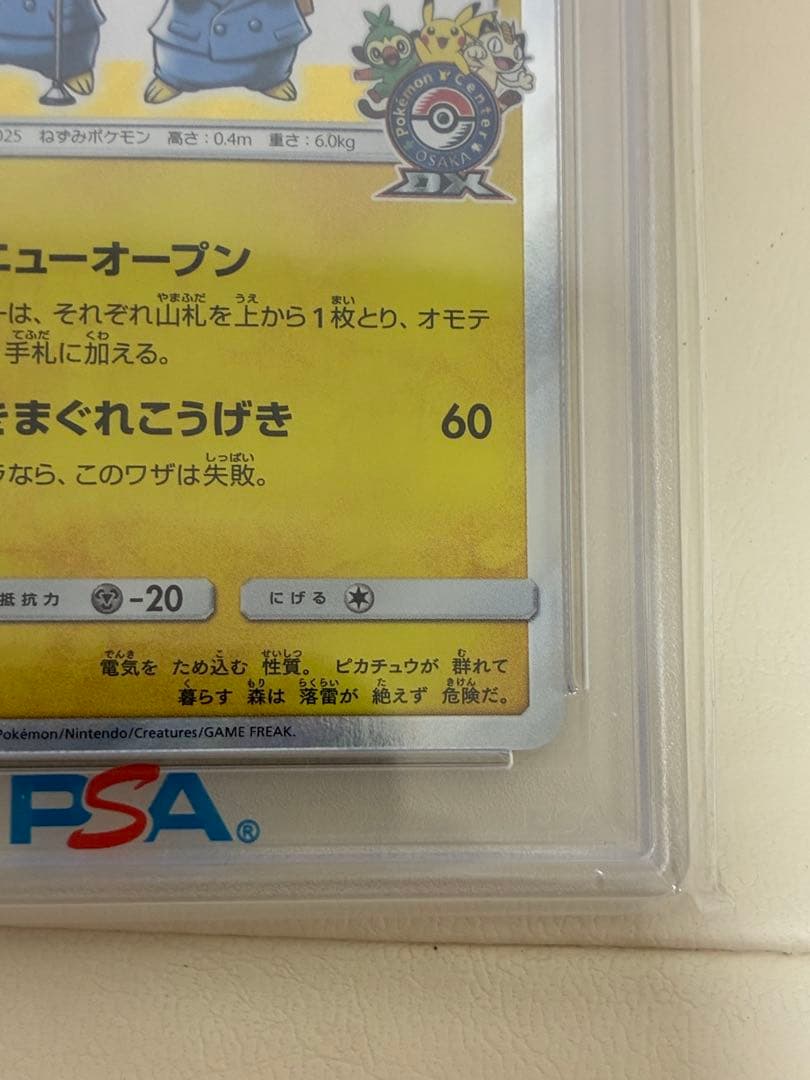 Pokémon Center
OSAKA
DX
025 ねずみポケモン 高さ:0.4m 重さ:6.0kg
ニューオープン
ーは、それぞれ山札を上から1枚とり、オモテ
手札に加える。
きまぐれこうげき 60
ラなら、このワザは失敗。
抵抗力 -20 にげる
電気を ため込む 性質。 ピカチュウが 群れて
暮らす 森は 落雷が 絶えず 危険だ。
Pokémon/Nintendo/Creatures/GAME FREAK.
PSA®